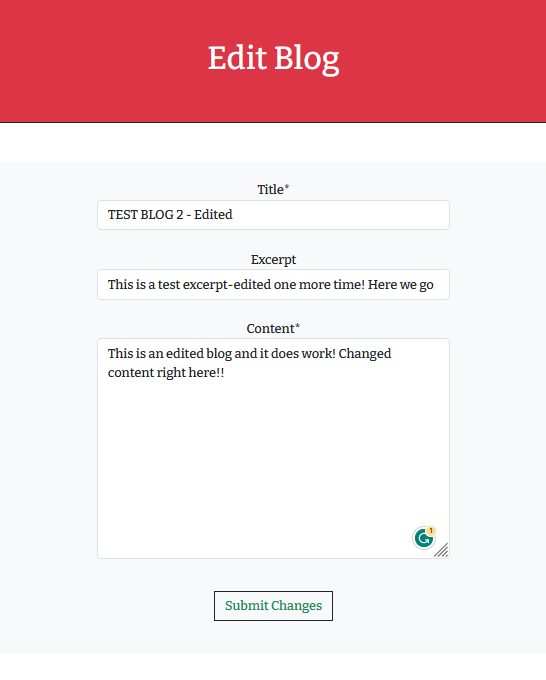 Edit Blog
Title*
TEST BLOG 2 - Edited
Excerpt
This is a test excerpt-edited one more time! Here we go
Content*
This is an edited blog and it does work! Changed
content right here!!
1
Submit Changes